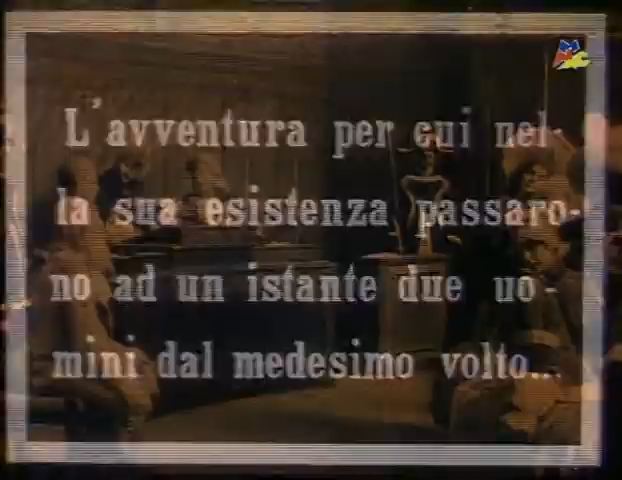 L'avventura per cui nel-
la sua esistenza passaro-
no ad un istante due uo-
mini dal medesimo volto...